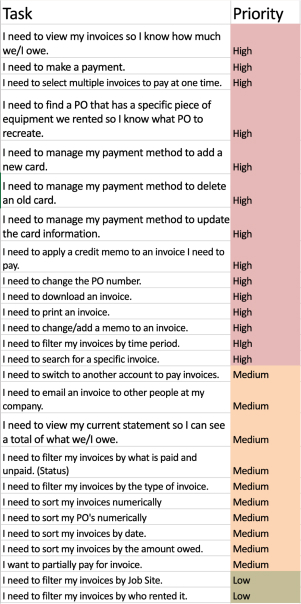 Task Priority
I need to view my invoices so I know how much
we/I owe. High
I need to make a payment. High
I need to select multiple invoices to pay at one time. High
I need to find a PO that has a specific piece of
equipment we rented so I know what PO to
recreate. High
I need to manage my payment method to add a
new card. High
I need to manage my payment method to delete
an old card. High
I need to manage my payment method to update
the card information. High
I need to apply a credit memo to an invoice I need to
pay. High
I need to change the PO number. High
I need to download an invoice. High
I need to print an invoice. High
I need to change/add a memo to an invoice. High
I need to filter my invoices by time period. High
I need to search for a specific invoice. High
I need to switch to another account to pay invoices. Medium
I need to email an invoice to other people at my
company. Medium
I need to view my current statement so I can see
a total of what we/I owe. Medium
I need to filter my invoices by what is paid and
unpaid. (Status) Medium
I need to filter my invoices by the type of invoice. Medium
I need to sort my invoices numerically Medium
I need to sort my PO's numerically Medium
I need to sort my invoices by date. Medium
I need to sort my invoices by the amount owed. Medium
I want to partially pay for invoice. Medium
I need to filter my invoices by Job Site. Low
I need to filter my invoices by who rented it. Low